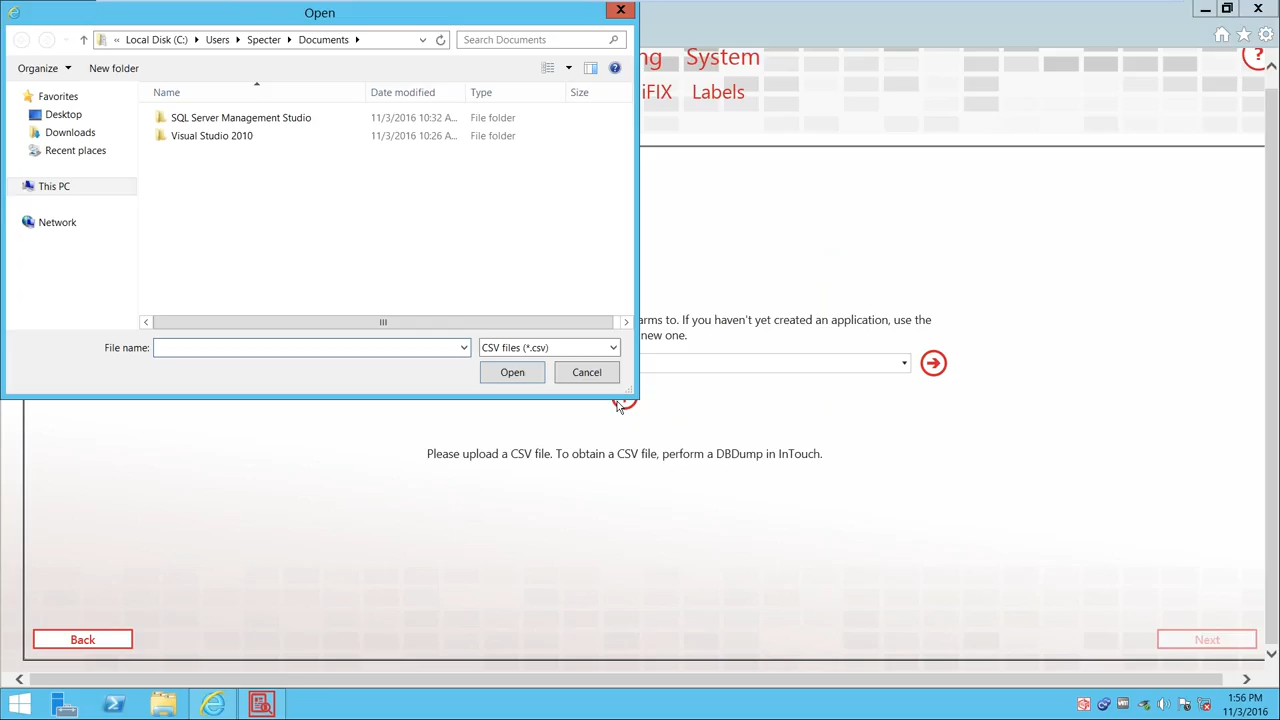 Open
« Local Disk (C:) Users Specter Documents
Search Documents
Organize
New folder
Name
Date modified
Type
Size
Favorites
Desktop
Downloads
Recent places
This PC
Network
SQL Server Management Studio 11/3/2016 10:32 A... File folder
Visual Studio 2010 11/3/2016 10:26 A... File folder
File name:
CSV files (*.csv)
Open
Cancel
ng System
iFIX Labels
?
arms to. If you haven't yet created an application, use the
new one.
Please upload a CSV file. To obtain a CSV file, perform a DBDump in InTouch.
Back
Next
1:56 PM
11/3/2016